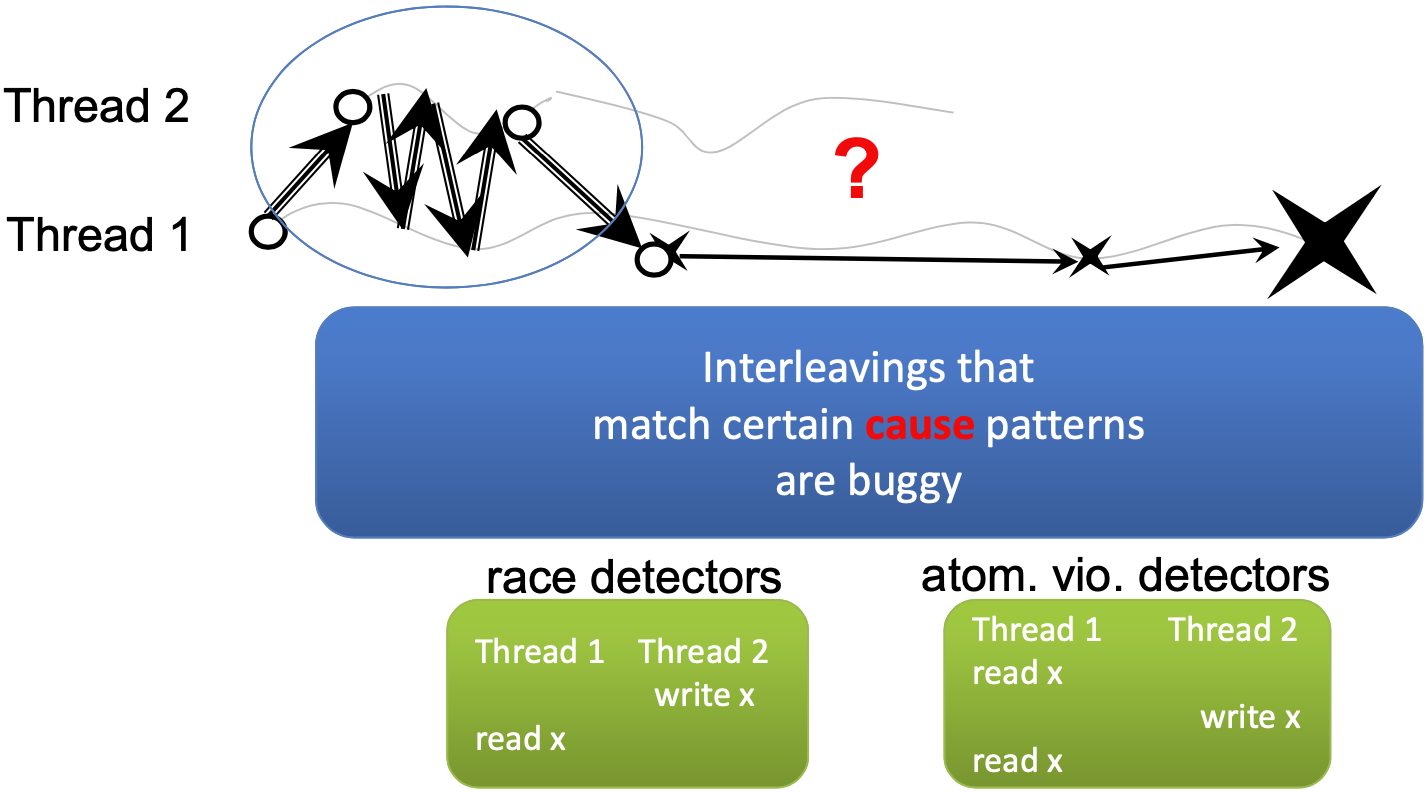 Thread 2
?
Thread 1
Interleavings that
match certain cause patterns
are buggy
race detectors
Thread 1 Thread 2
write x
read x
atom. vio. detectors
Thread 1 Thread 2
read x
write x
read x